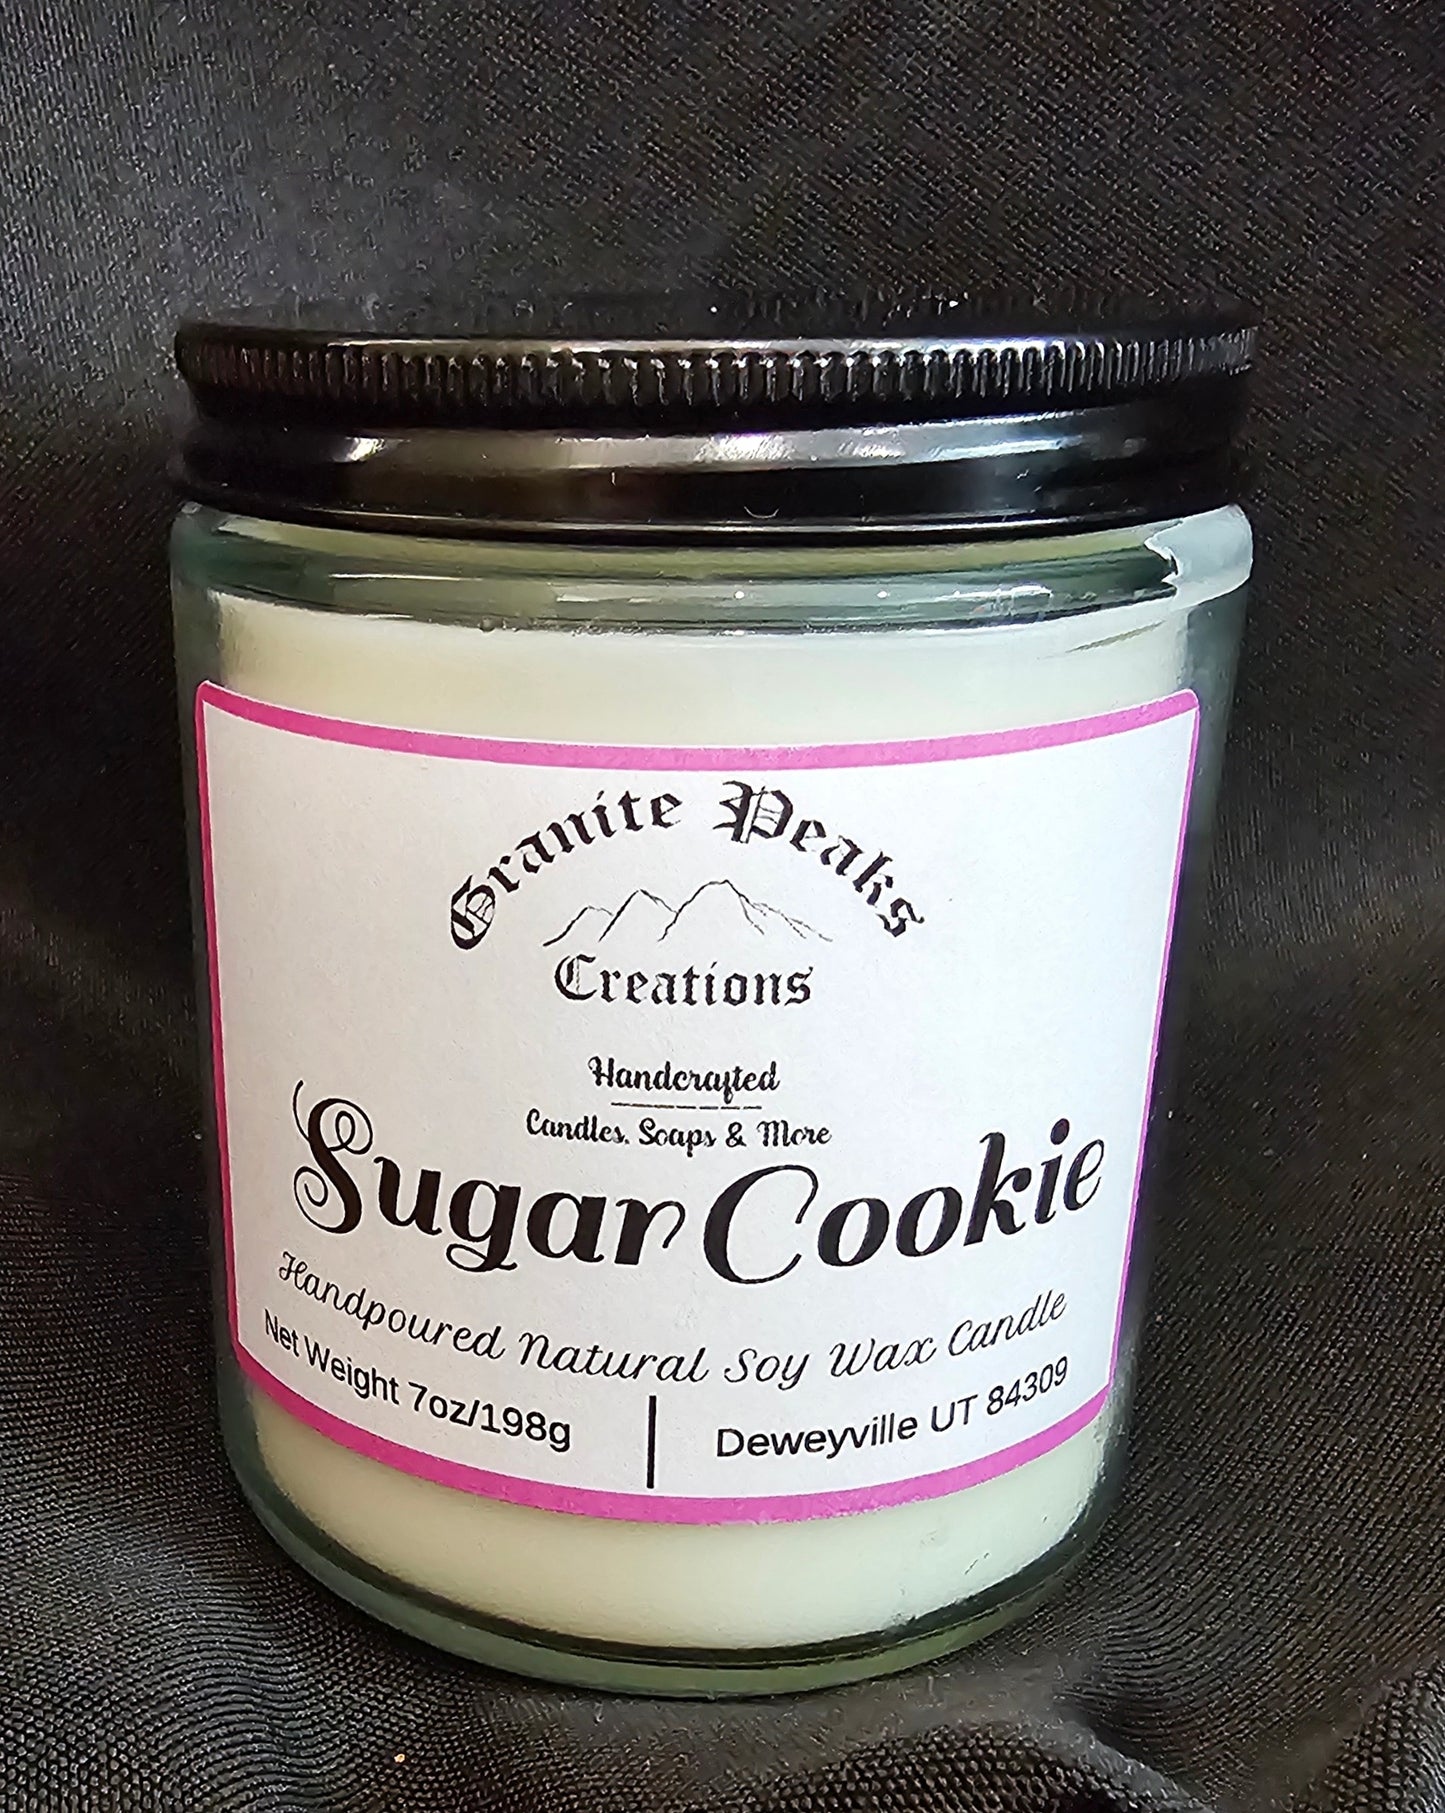 Granite Peaks
Creations
Handcrafted
Candles, Soaps & More
Sugar Cookie
Handpoured Natural Soy Wax Candle
Net Weight 7oz/198g | Deweyville UT 84309